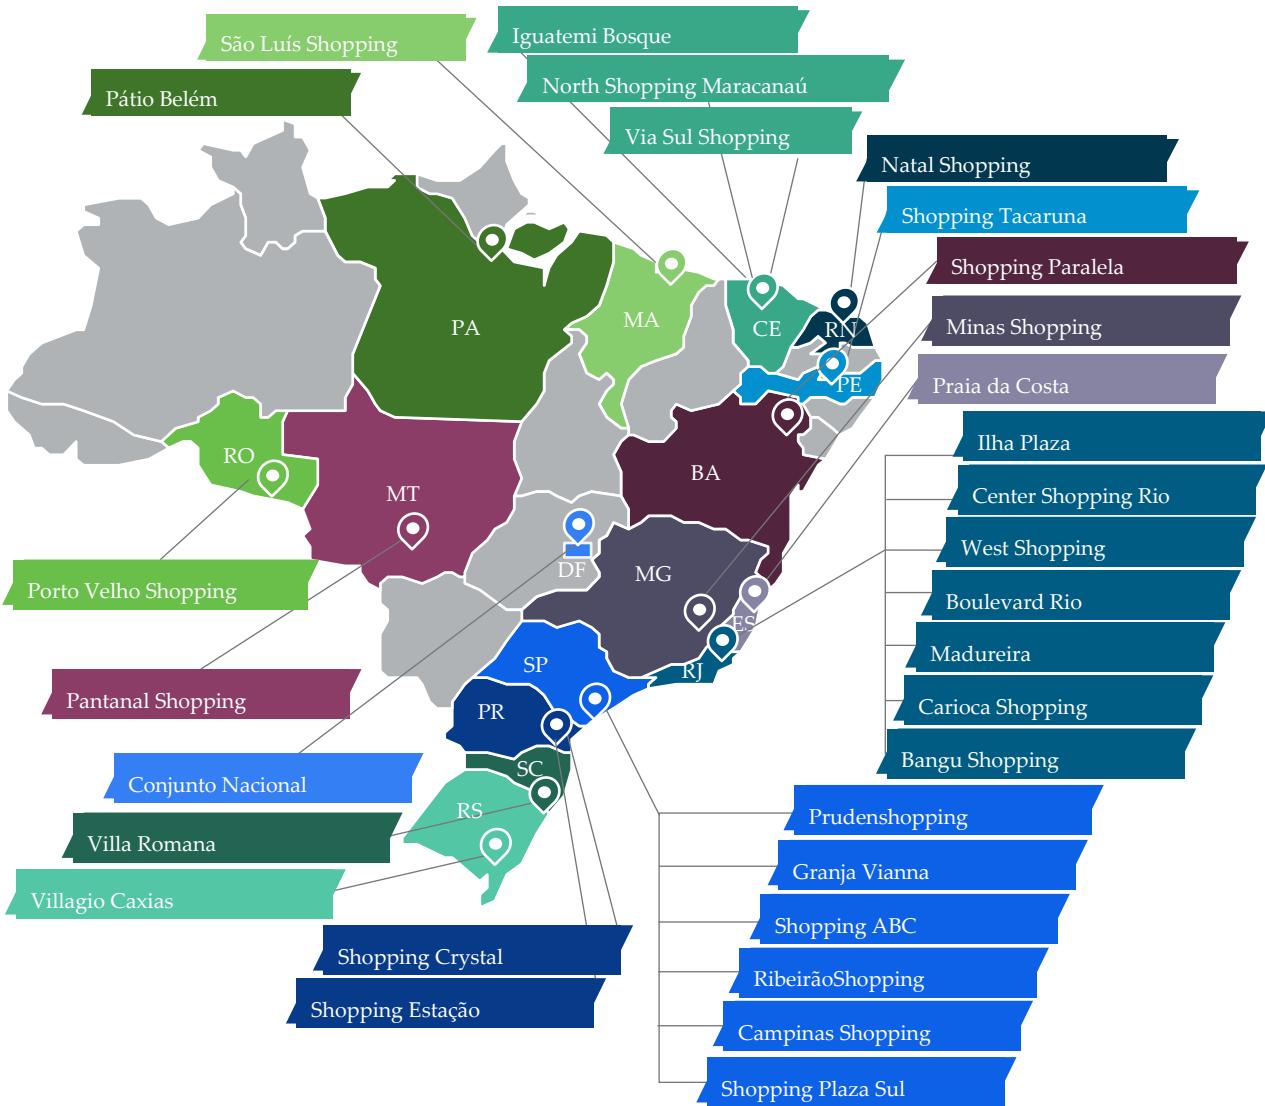 Iguatemi Bosque
São Luís Shopping
North Shopping Maracanaú
Pátio Belém
Via Sul Shopping
Natal Shopping
Shopping Tacaruna
Shopping Paralela
Minas Shopping
Praia da Costa
Ilha Plaza
Center Shopping Rio
West Shopping
Boulevard Rio
Madureira
Carioca Shopping
Bangu Shopping
PA
MA
CE
RN
PE
RO
MT
BA
DF
MG
ES
RJ
SP
PR
SC
RS
Porto Velho Shopping
Pantanal Shopping
Conjunto Nacional
Villa Romana
Villagio Caxias
Shopping Crystal
Shopping Estação
Prudenshopping
Granja Vianna
Shopping ABC
RibeirãoShopping
Campinas Shopping
Shopping Plaza Sul